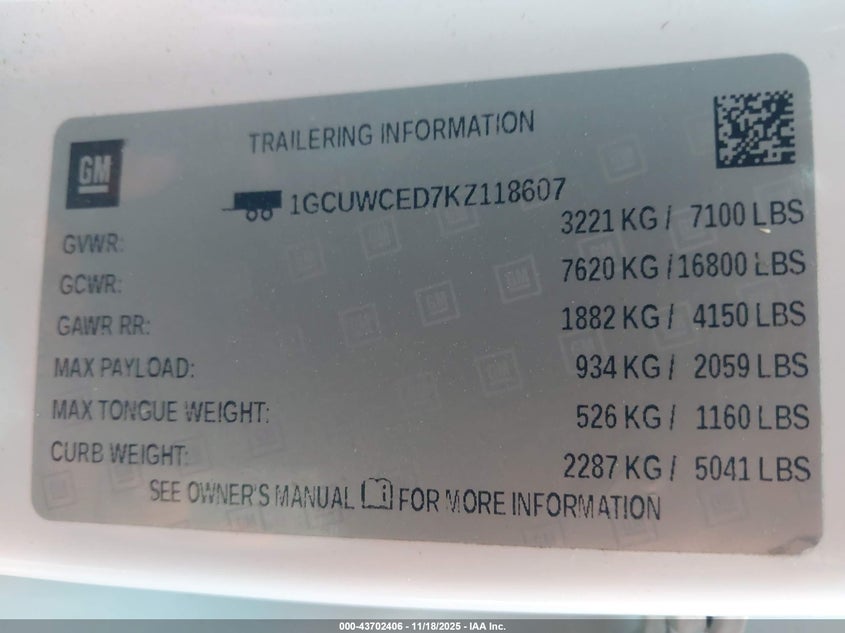 GM
TRAILERING INFORMATION
1GCUWCED7KZ118607
GVWR: 3221 KG / 7100 LBS
GCWR: 7620 KG /16800 LBS
GAWR RR: 1882 KG / 4150 LBS
MAX PAYLOAD: 934 KG / 2059 LBS
MAX TONGUE WEIGHT: 526 KG / 1160 LBS
CURB WEIGHT: 2287 KG / 5041 LBS
SEE OWNER'S MANUAL FOR MORE INFORMATION
000-43702406 - 11/18/2025 - IAA Inc.